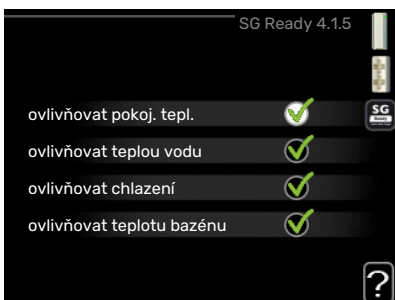 SG Ready 4.1.5
SG
Ready
ovlivňovat pokoj. tepl.
ovlivňovat teplou vodu
ovlivňovat chlazení
ovlivňovat teplotu bazénu
?